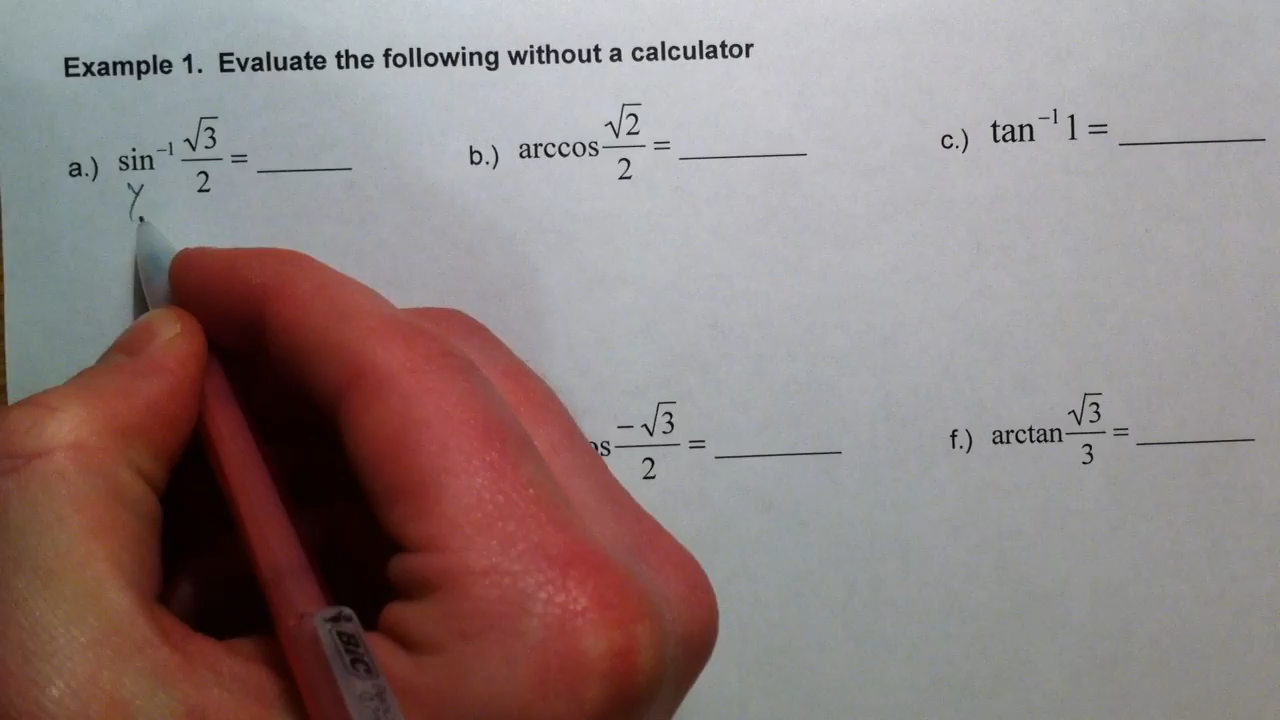 Example 1. Evaluate the following without a calculator
a.) sin⁻¹ √3/2 = ______ b.) arccos √2/2 = ______ c.) tan⁻¹ 1 = ______
y
-√3/2 = ______ f.) arctan √3/3 = ______
BIC